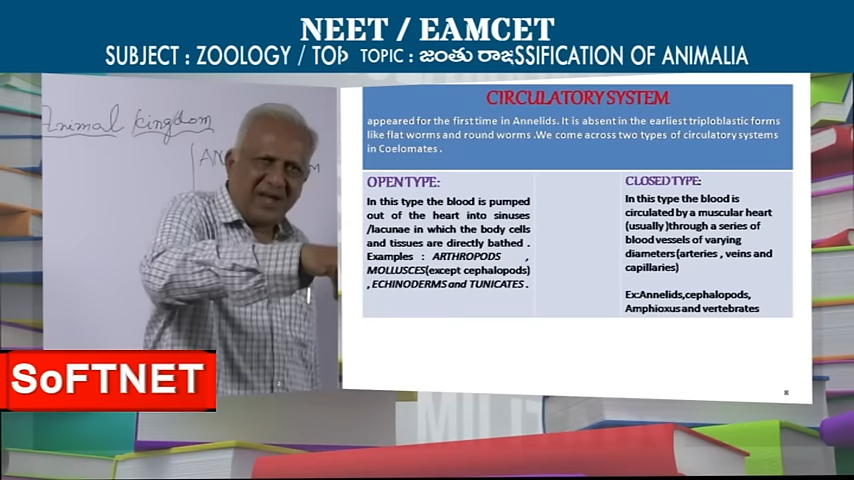 NEET / EAMCET
SUBJECT : ZOOLOGY / TOP TOPIC : జంతు రాజSSIFICATION OF ANIMALIA
Animal kingdom
CIRCULATORY SYSTEM
appeared for the first time in Annelids. It is absent in the earliest triploblastic forms
like flat worms and round worms .We come across two types of circulatory systems
in Coelomates .
OPEN TYPE:
In this type the blood is pumped
out of the heart into sinuses
/lacunae in which the body cells
and tissues are directly bathed .
Examples : ARTHROPODS ,
MOLLUSCES(except cephalopods)
, ECHINODERMS and TUNICATES .
CLOSED TYPE:
In this type the blood is
circulated by a muscular heart
(usually)through a series of
blood vessels of varying
diameters(arteries , veins and
capillaries)
Ex:Annelids,cephalopods,
Amphioxus and vertebrates
SoFTNET
8